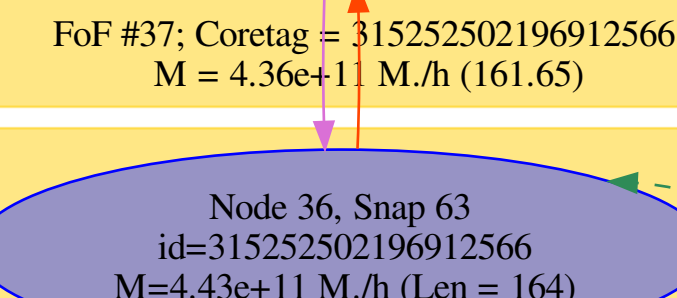 FoF #37; Coretag = 315252502196912566
M = 4.36e+11 M./h (161.65)
Node 36, Snap 63
id=315252502196912566
M=4.43e+11 M./h (Len = 164)